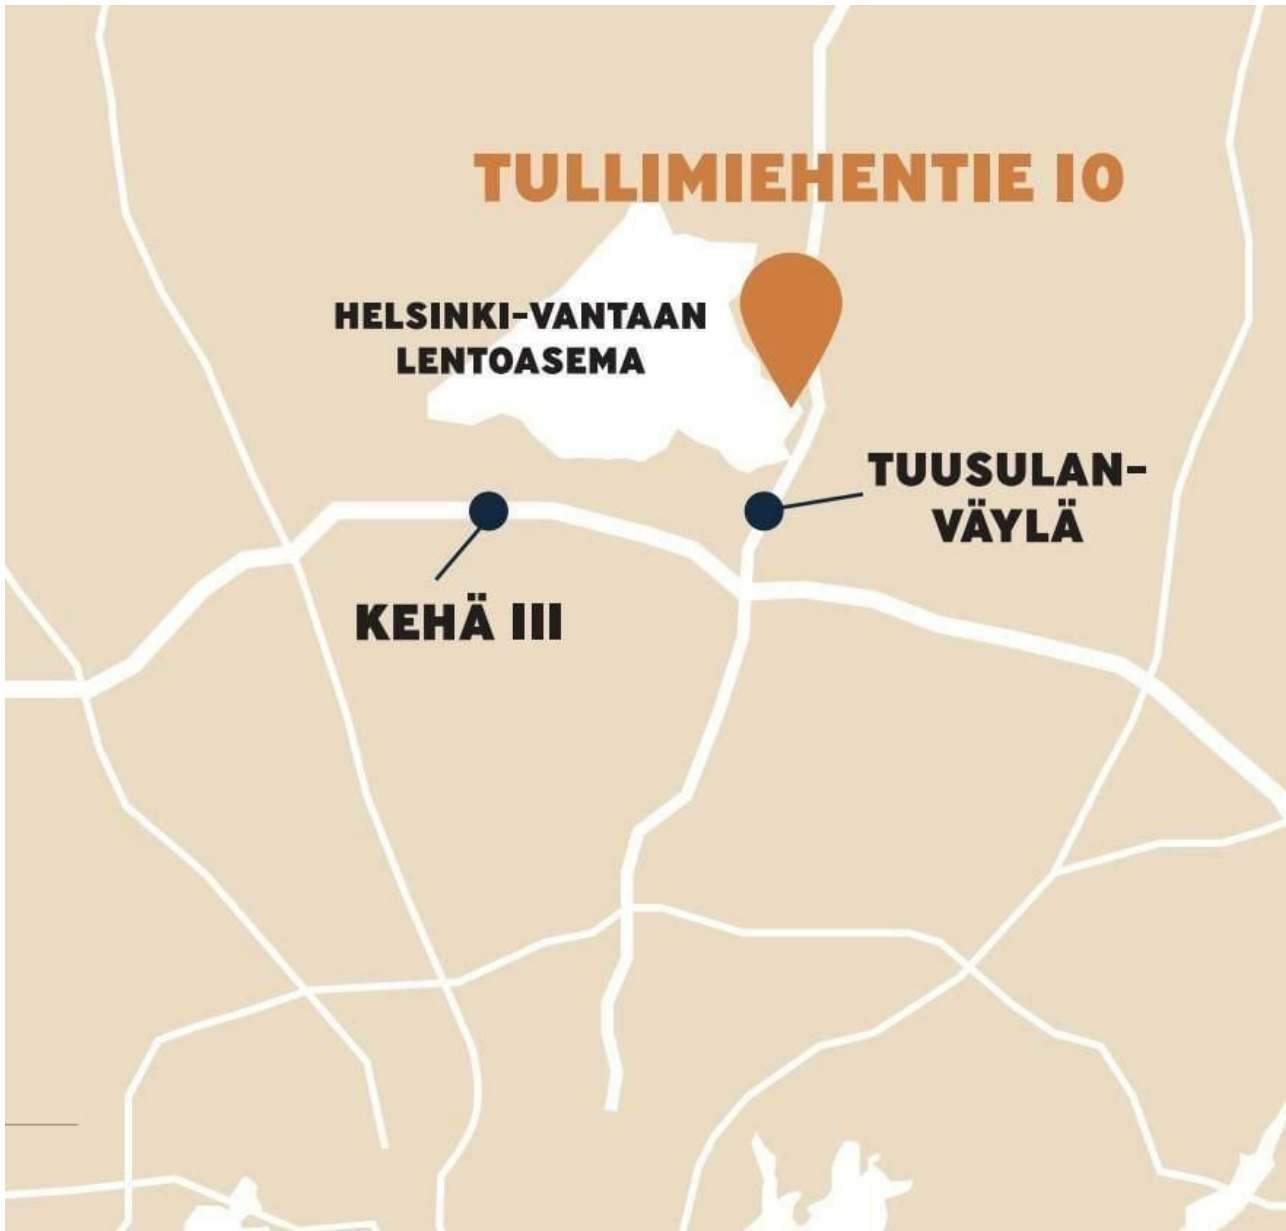 TULLIMIEHENTIE 10
HELSINKI-VANTAAN
LENTOASEMA
TUUSULAN-
VÄYLÄ
KEHÄ III